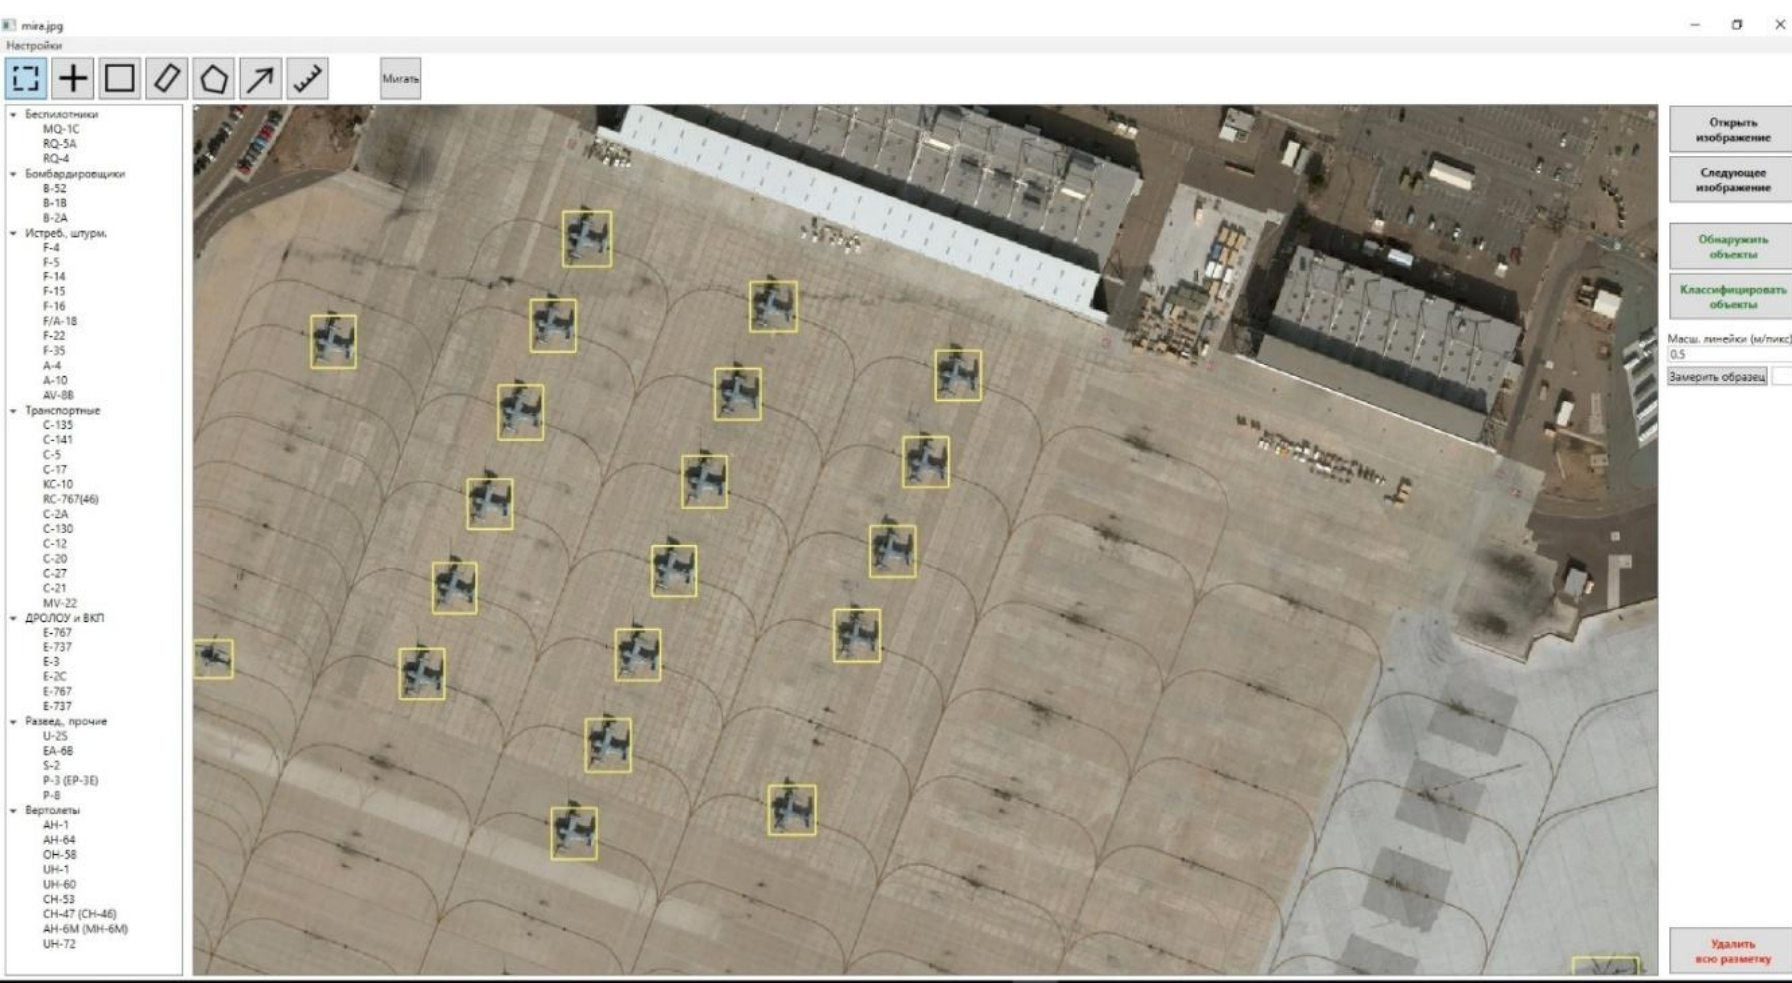 mira.jpg
Настройки
Мигать
Беспилотники
MQ-1C
RQ-5A
RQ-4
Бомбардировщики
B-52
B-1B
B-2A
Истреб., штурм.
F-4
F-5
F-14
F-15
F-16
F/A-18
F-22
F-35
A-4
A-10
AV-8B
Транспортные
C-135
C-141
C-5
C-17
KC-10
RC-767(46)
C-2A
C-130
C-12
C-20
C-27
C-21
MV-22
ДРОЛОУ и ВКП
E-767
E-737
E-3
E-2C
E-767
E-737
Развед., прочие
U-2S
EA-6B
S-2
P-3 (EP-3E)
P-8
Вертолеты
AH-1
AH-64
OH-58
UH-1
UH-60
CH-53
CH-47 (CH-46)
AH-6M (MH-6M)
UH-72
Открыть
изображение
Следующее
изображение
Обнаружить
объекты
Классифицировать
объекты
Масш. линейки (м/пикс)
0.5
Замерить образец
Удалить
всю разметку